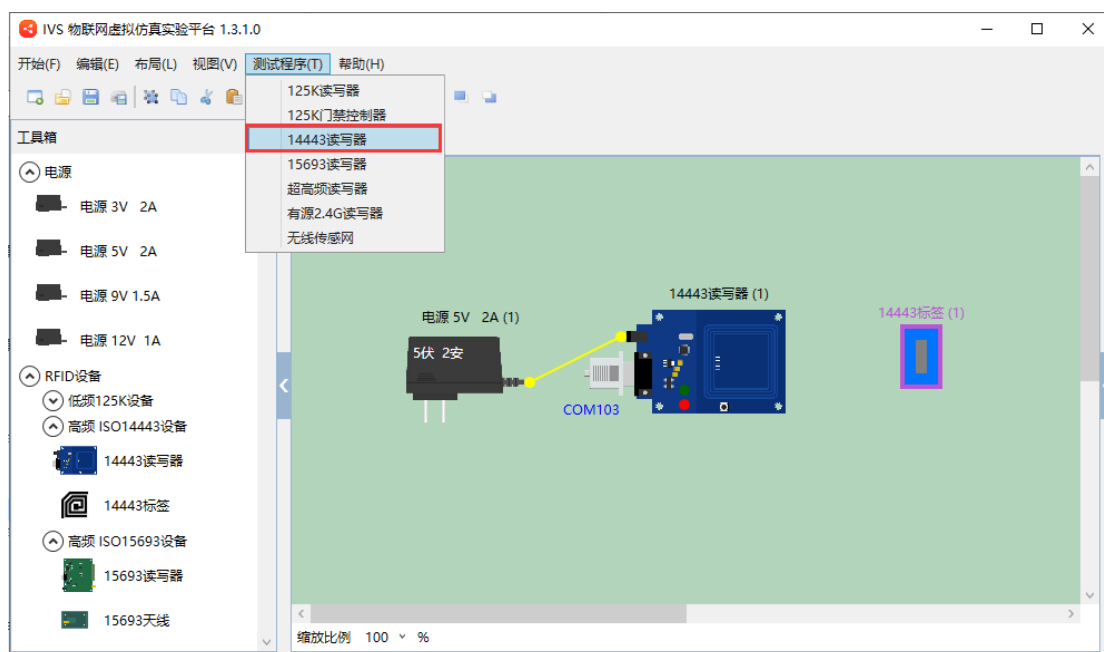 IVS 物联网虚拟仿真实验平台 1.3.1.0
开始(F) 编辑(E) 布局(L) 视图(V) 测试程序(T) 帮助(H)
125K读写器
125K门禁控制器
14443读写器
15693读写器
超高频读写器
有源2.4G读写器
无线传感网
工具箱
电源
电源 3V 2A
电源 5V 2A
电源 9V 1.5A
电源 12V 1A
RFID设备
低频125K设备
高频 ISO14443设备
14443读写器
14443标签
高频 ISO15693设备
15693读写器
15693天线
14443读写器 (1)
电源 5V 2A (1)
14443标签 (1)
5伏 2安
COM103
缩放比例 100 %